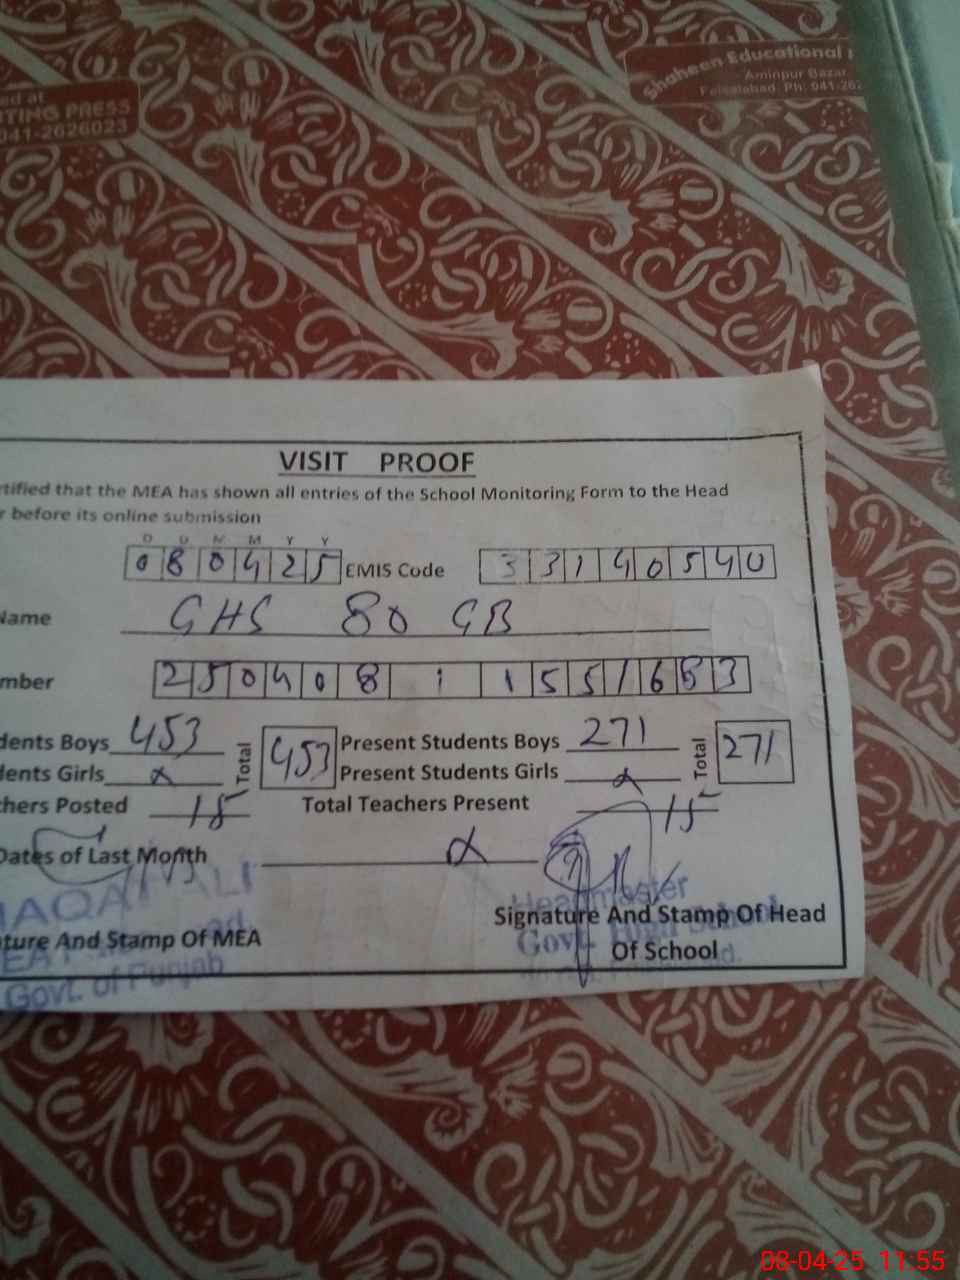 Shaheen Educational
Aminpur Bazar
Faisalabad. Ph: 041-262
ed at
TING PRESS
041-2626023
VISIT PROOF
rtified that the MEA has shown all entries of the School Monitoring Form to the Head
r before its online submission
D D M M Y Y
0 8 0 4 2 5 EMIS Code 3 3 1 4 0 5 4 0
Name GHS 80 GB
mber 2 5 0 4 0 8 1 1 5 5 1 6 5 3
dents Boys 453 Total 453 Present Students Boys 271 Total 271
dents Girls x Present Students Girls x
chers Posted 15 Total Teachers Present 15
Dates of Last Month x
AQAT ALI
Headmaster
ture And Stamp Of MEA Signature And Stamp Of Head
Govt. High School
Of School
Govt. of Punjab
08-04-25 11:55